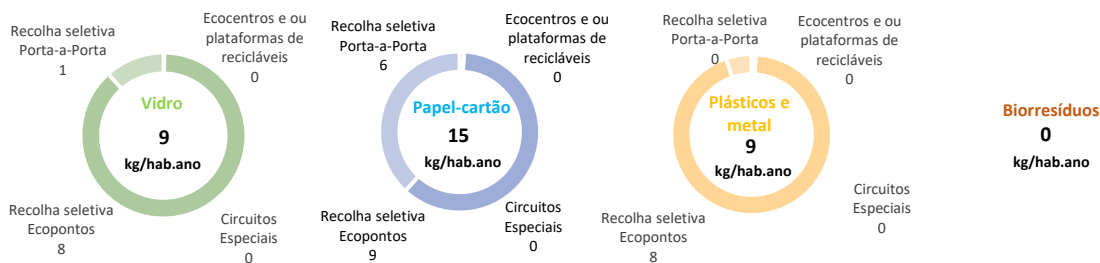 Recolha seletiva
Porta-a-Porta
1
Ecocentros e ou
plataformas de
recicláveis
0
Vidro
9
kg/hab.ano
Recolha seletiva
Ecopontos
8
Circuitos
Especiais
0
Recolha seletiva
Porta-a-Porta
6
Ecocentros e ou
plataformas de
recicláveis
0
Papel-cartão
15
kg/hab.ano
Recolha seletiva
Ecopontos
9
Circuitos
Especiais
0
Recolha seletiva
Porta-a-Porta
0
Ecocentros e ou
plataformas de
recicláveis
0
Plásticos e
metal
9
kg/hab.ano
Recolha seletiva
Ecopontos
8
Circuitos
Especiais
0
Biorresíduos
0
kg/hab.ano